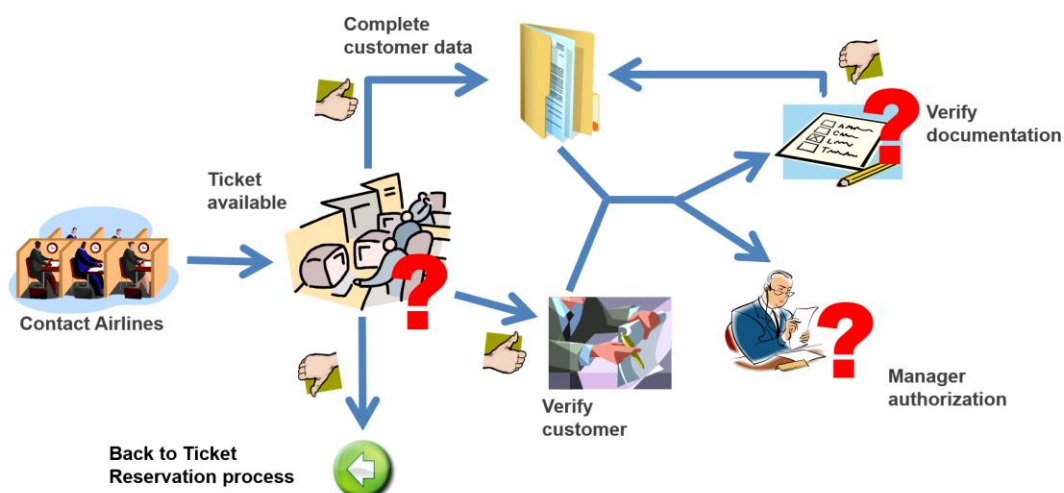 Complete
customer data
Verify
documentation
Ticket
available
Contact Airlines
Manager
authorization
Verify
customer
Back to Ticket
Reservation process